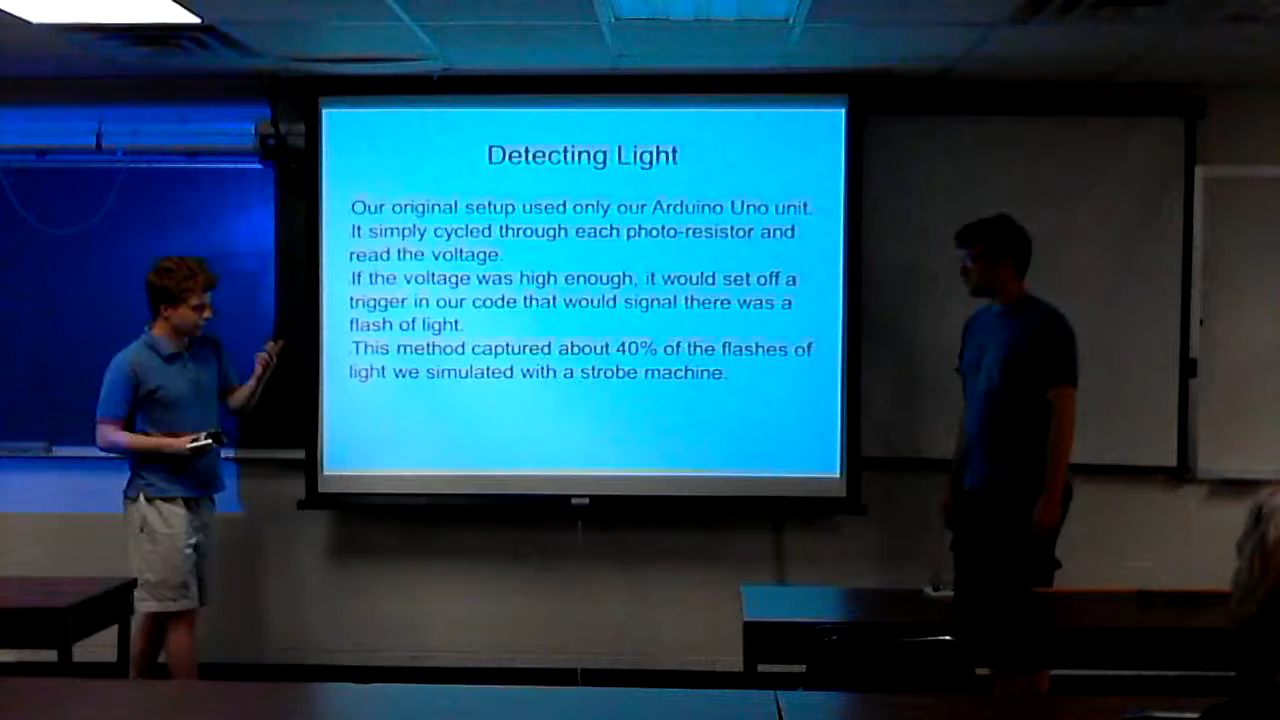 Detecting Light
Our original setup used only our Arduino Uno unit.
It simply cycled through each photo-resistor and
read the voltage.
If the voltage was high enough, it would set off a
trigger in our code that would signal there was a
flash of light.
This method captured about 40% of the flashes of
light we simulated with a strobe machine.